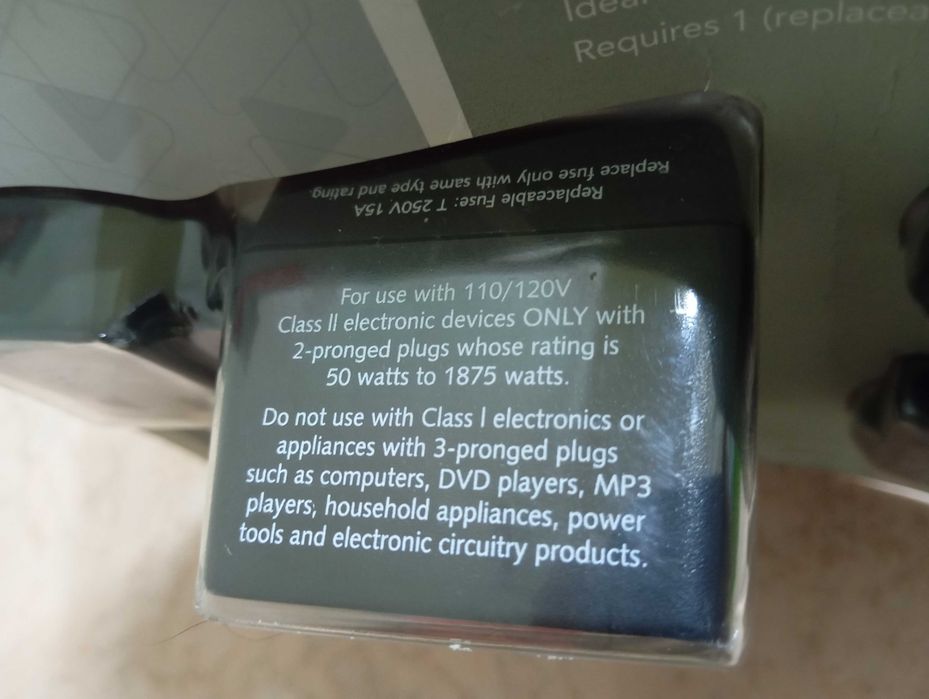 Requires 1
Replaceable Fuse: T 250V 15A
Replace fuse only with same type and rating.
For use with 110/120V
Class II electronic devices ONLY with
2-pronged plugs whose rating is
50 watts to 1875 watts.
Do not use with Class I electronics or
appliances with 3-pronged plugs
such as computers, DVD players, MP3
players, household appliances, power
tools and electronic circuitry products.